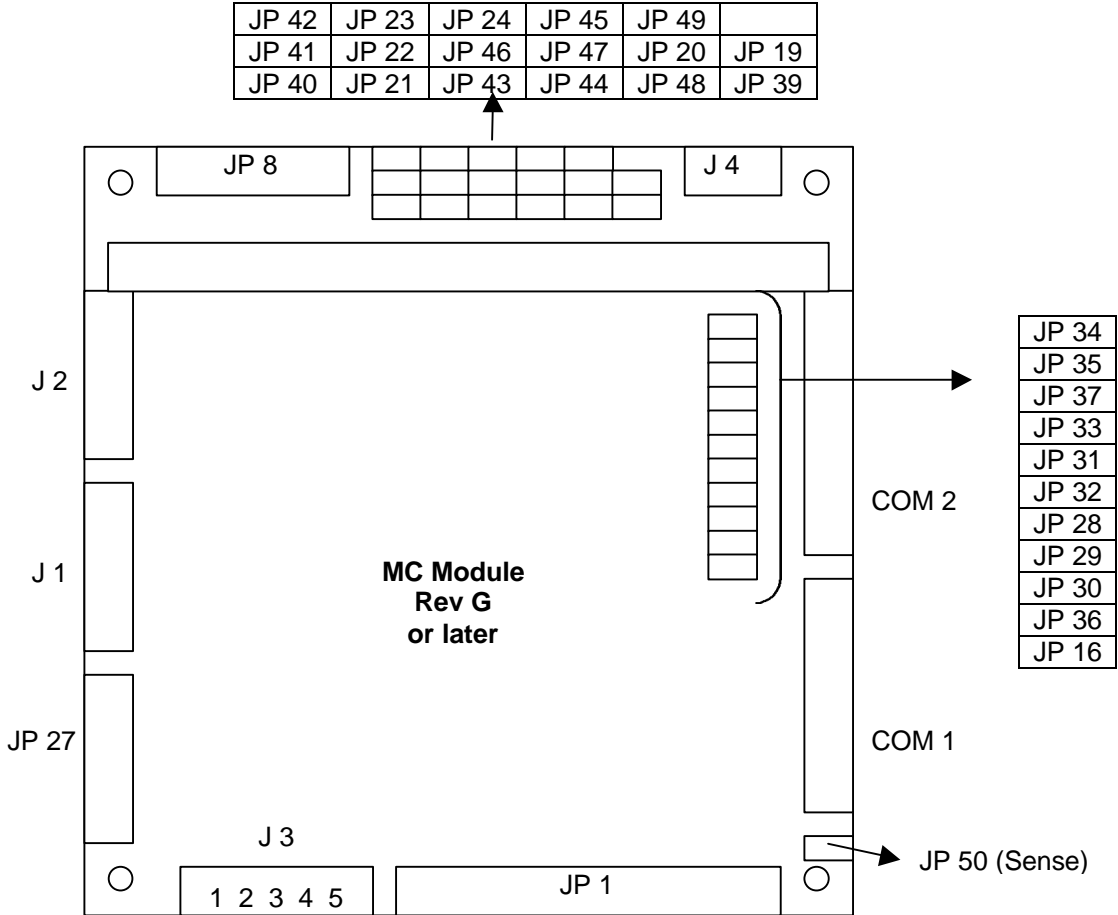 JP 42 JP 23 JP 24 JP 45 JP 49
JP 41 JP 22 JP 46 JP 47 JP 20 JP 19
JP 40 JP 21 JP 43 JP 44 JP 48 JP 39
JP 8
J 4
J 2
J 1
JP 27
MC Module
Rev G
or later
JP 34
JP 35
JP 37
JP 33
JP 31
JP 32
JP 28
JP 29
JP 30
JP 36
JP 16
COM 2
COM 1
J 3
1 2 3 4 5
JP 1
JP 50 (Sense)